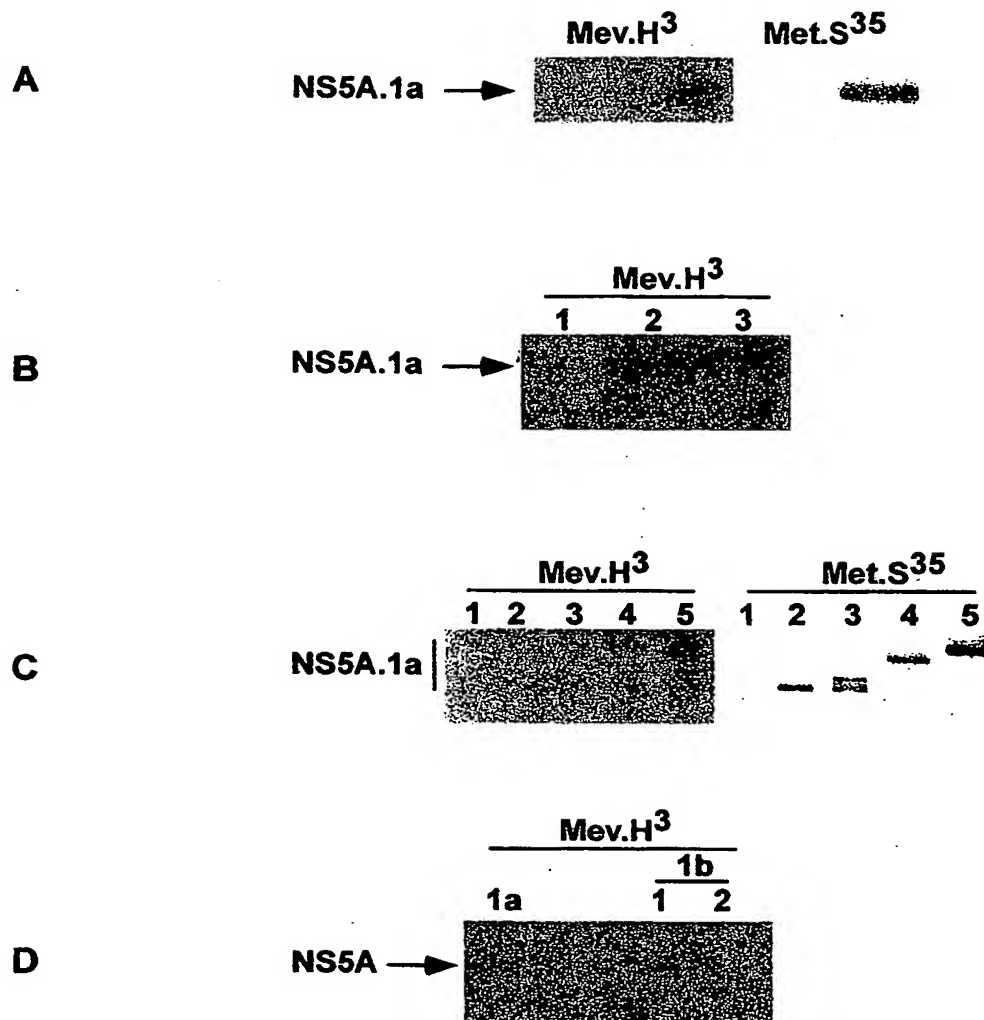 Mev.H3 Met.S35
A NS5A.1a
Mev.H3
1 2 3
B NS5A.1a
Mev.H3 Met.S35
1 2 3 4 5 1 2 3 4 5
C NS5A.1a
Mev.H3
1b
1a 1 2
D NS5A